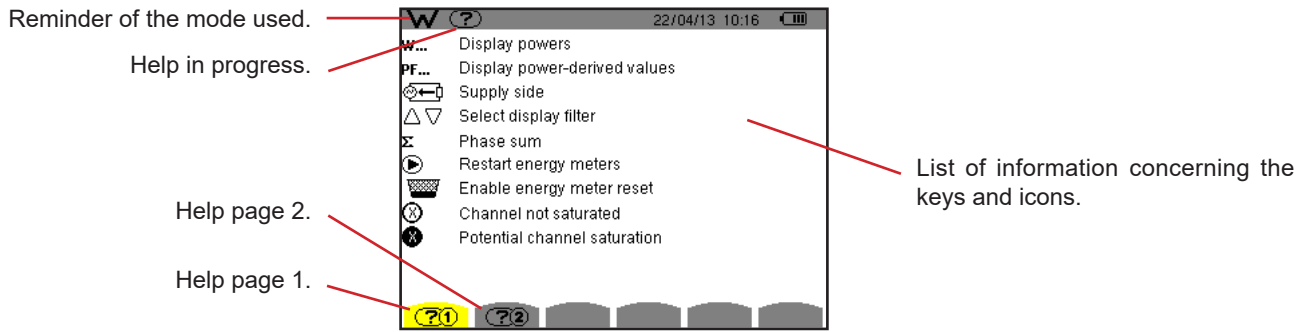 Reminder of the mode used.
W ? 22/04/13 10:16
Help in progress.
W... Display powers
PF... Display power-derived values
Supply side
Select display filter
Σ Phase sum
Restart energy meters
Enable energy meter reset
X Channel not saturated
X Potential channel saturation
List of information concerning the
keys and icons.
Help page 2.
Help page 1.
?1 ?2